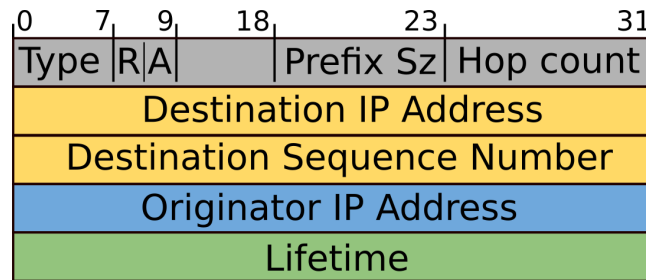 0 7 9 18 23 31
Type R A Prefix Sz Hop count
Destination IP Address
Destination Sequence Number
Originator IP Address
Lifetime